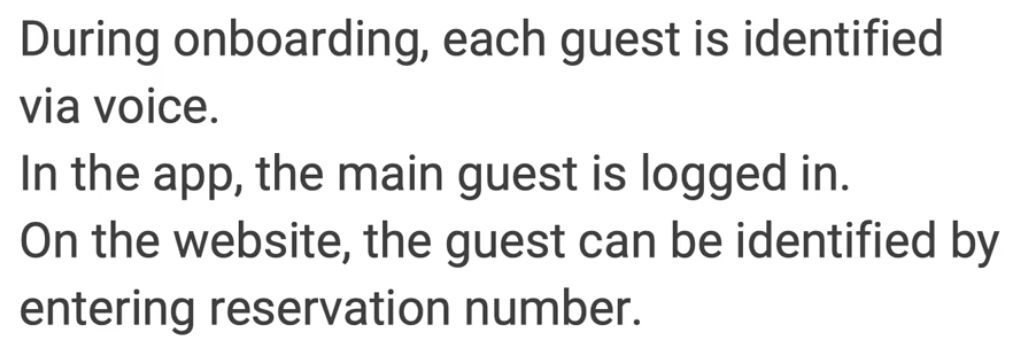 During onboarding, each guest is identified
via voice.
In the app, the main guest is logged in.
On the website, the guest can be identified by
entering reservation number.